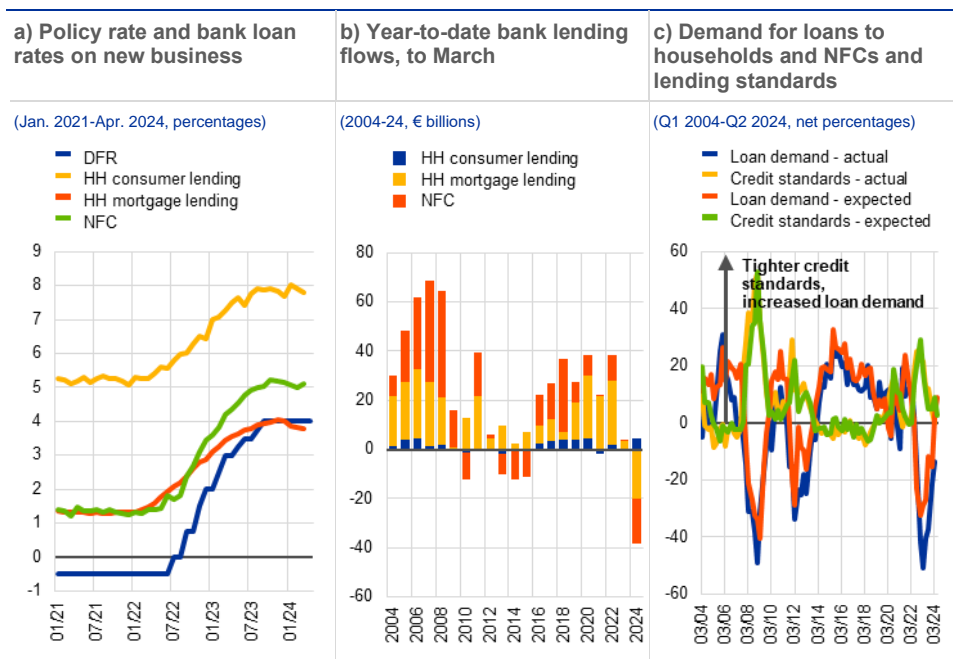 a) Policy rate and bank loan
rates on new business
(Jan. 2021-Apr. 2024, percentages)
DFR
HH consumer lending
HH mortgage lending
NFC
9
8
7
6
5
4
3
2
1
0
-1
01/21
07/21
01/22
07/22
01/23
07/23
01/24
b) Year-to-date bank lending
flows, to March
(2004-24, € billions)
HH consumer lending
HH mortgage lending
NFC
80
60
40
20
0
-20
-40
-60
2004
2006
2008
2010
2012
2014
2016
2018
2020
2022
2024
c) Demand for loans to
households and NFCs and
lending standards
(Q1 2004-Q2 2024, net percentages)
Loan demand - actual
Credit standards - actual
Loan demand - expected
Credit standards - expected
60
40
20
0
-20
-40
-60
Tighter credit
standards,
increased loan demand
03/04
03/06
03/08
03/10
03/12
03/14
03/16
03/18
03/20
03/22
03/24